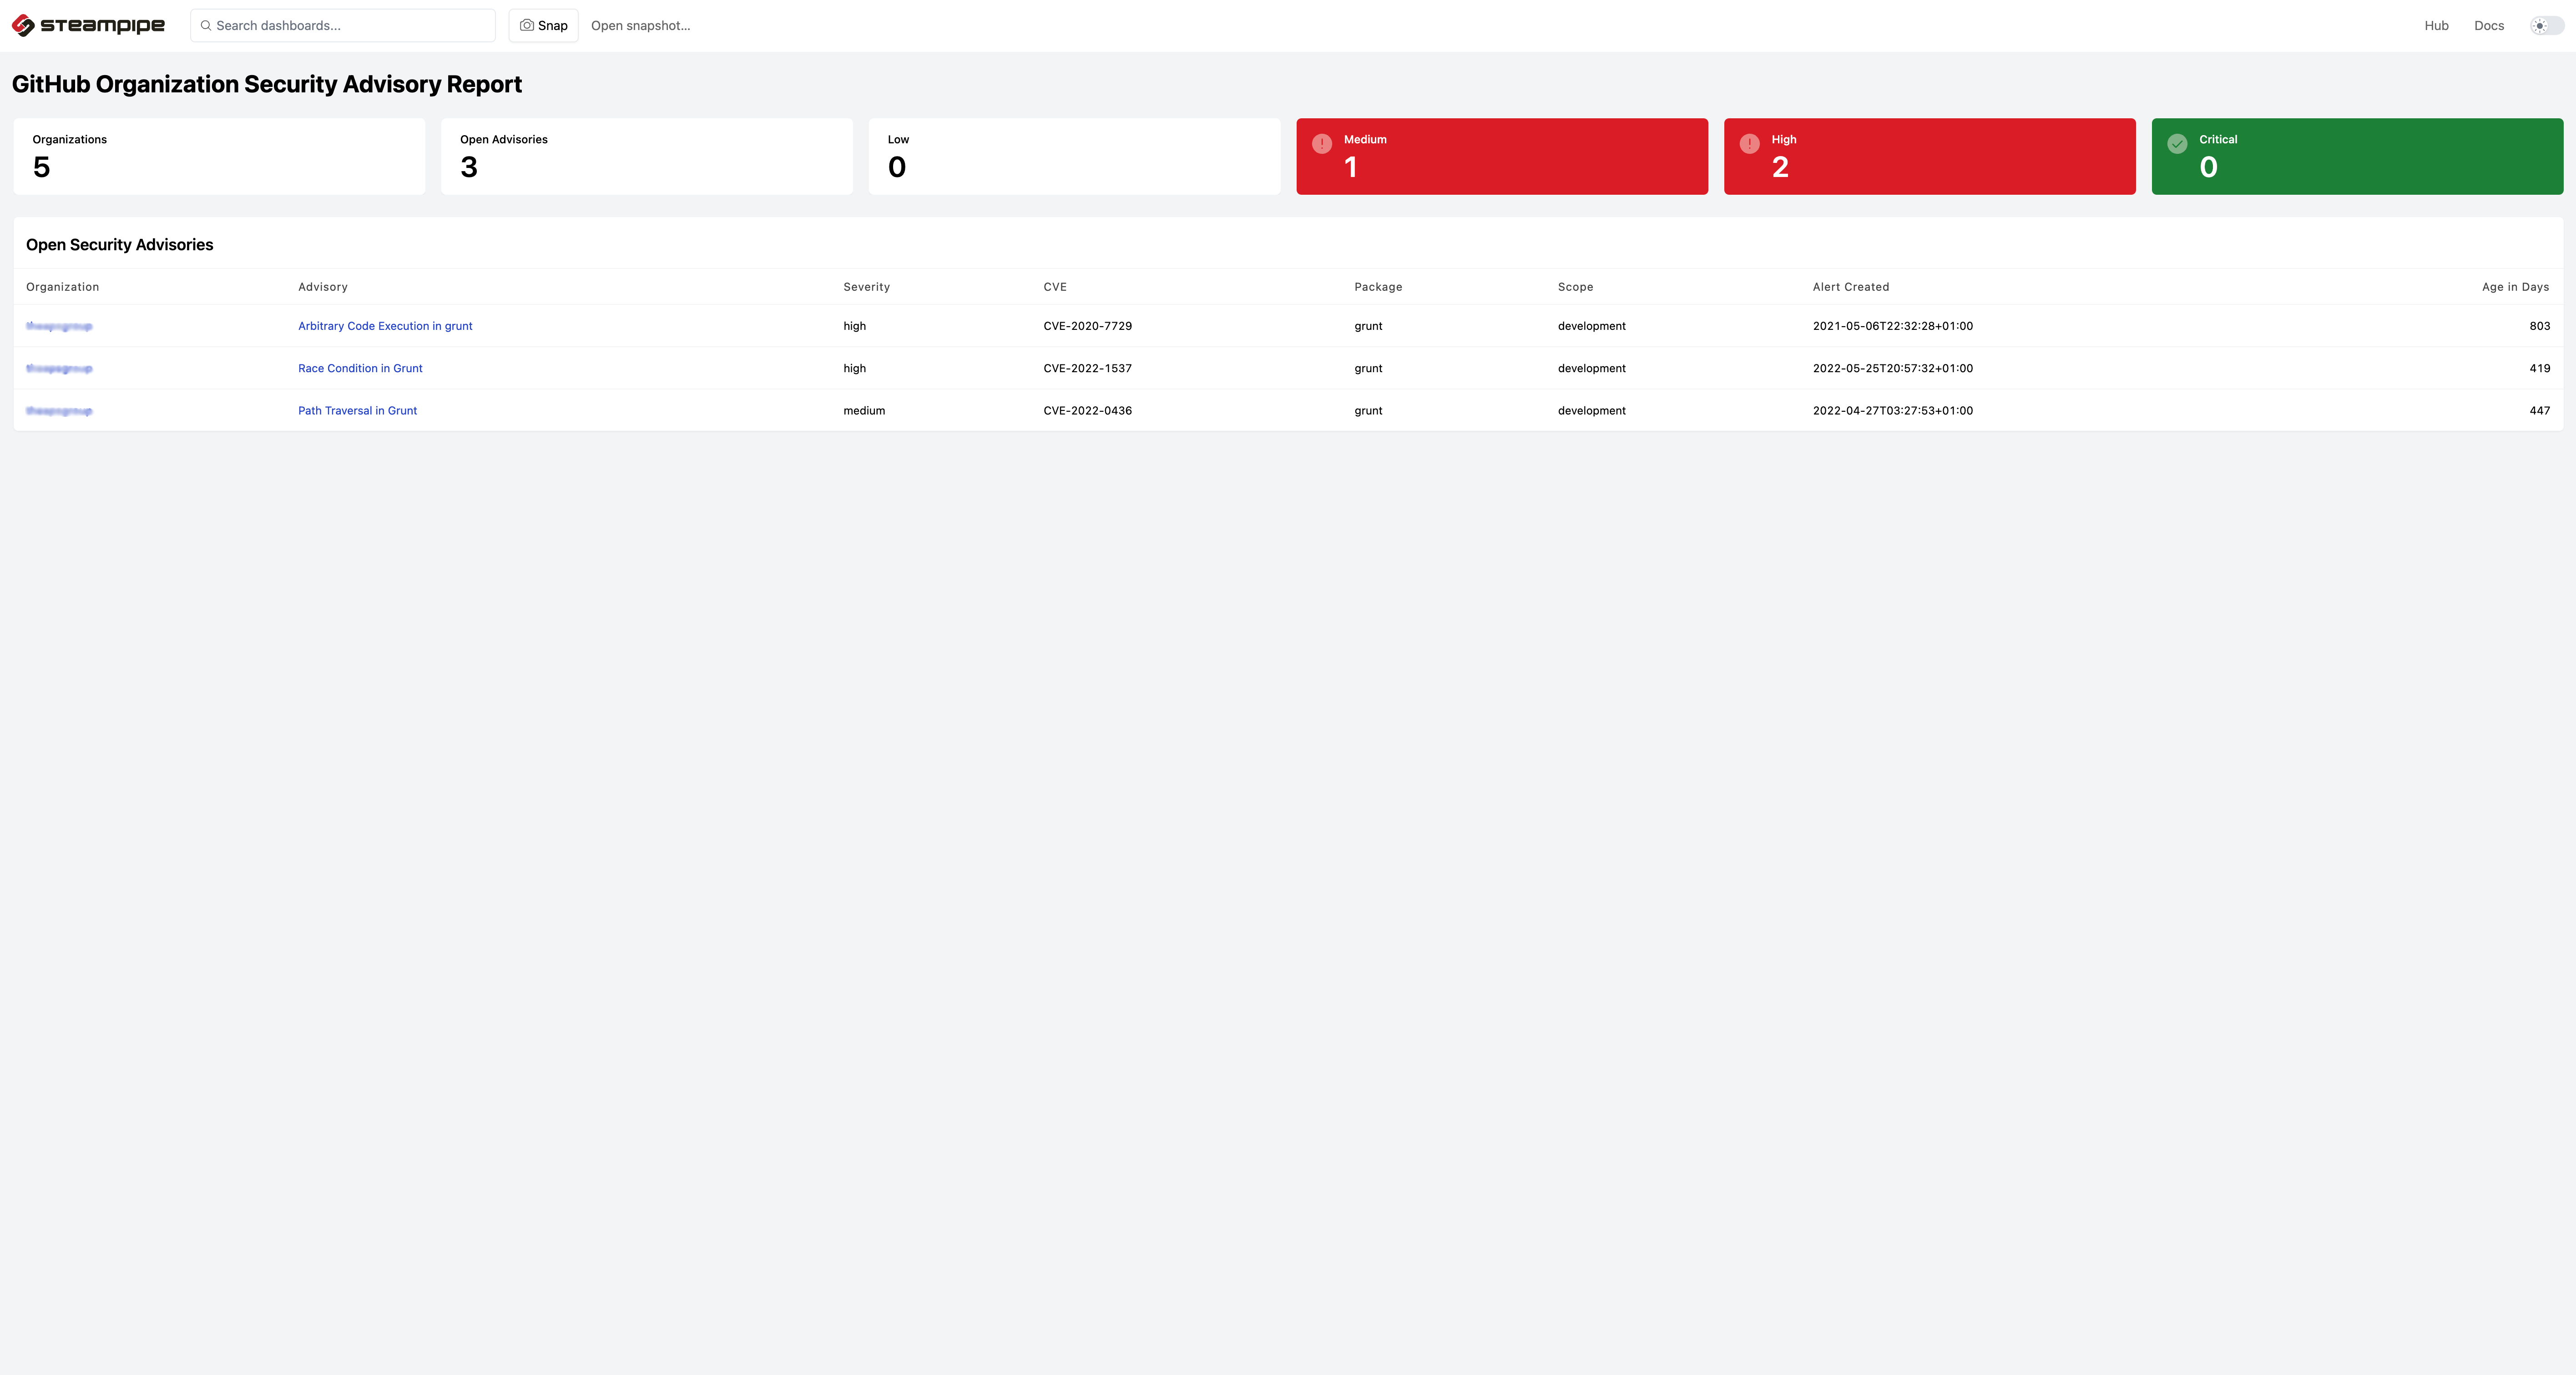 steampipe Search dashboards... Snap Open snapshot... Hub Docs
GitHub Organization Security Advisory Report
Organizations Open Advisories Low Medium High Critical
5 3 0 1 2 0
Open Security Advisories
Organization Advisory Severity CVE Package Scope Alert Created Age in Days
Arbitrary Code Execution in grunt high CVE-2020-7729 grunt development 2021-05-06T22:32:28+01:00 803
Race Condition in Grunt high CVE-2022-1537 grunt development 2022-05-25T20:57:32+01:00 419
Path Traversal in Grunt medium CVE-2022-0436 grunt development 2022-04-27T03:27:53+01:00 447